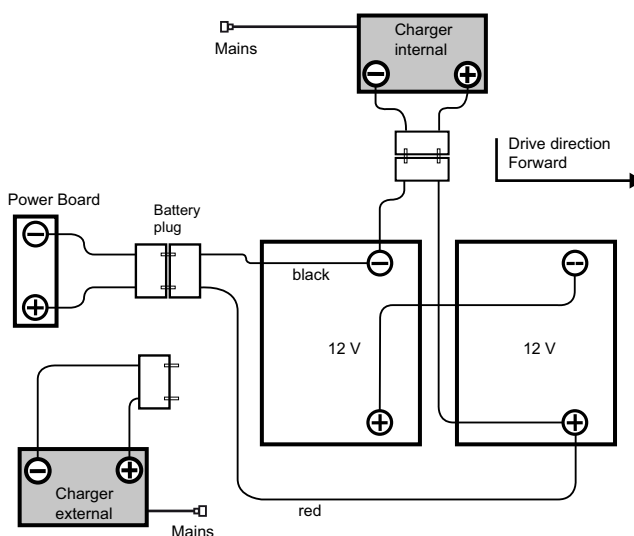 Charger
internal
Mains
Drive direction
Forward
Power Board
Battery
plug
black
12 V
12 V
Charger
external
red
Mains